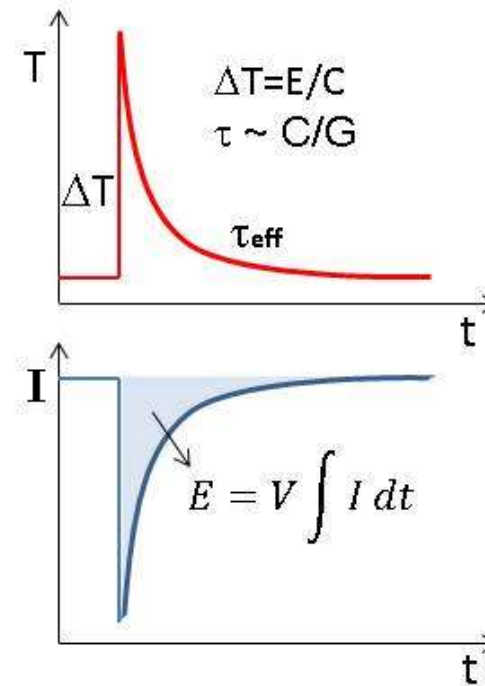 T
ΔT=E/C
τ ~ C/G
ΔT
τeff
t
I
E = V ∫ I dt
t